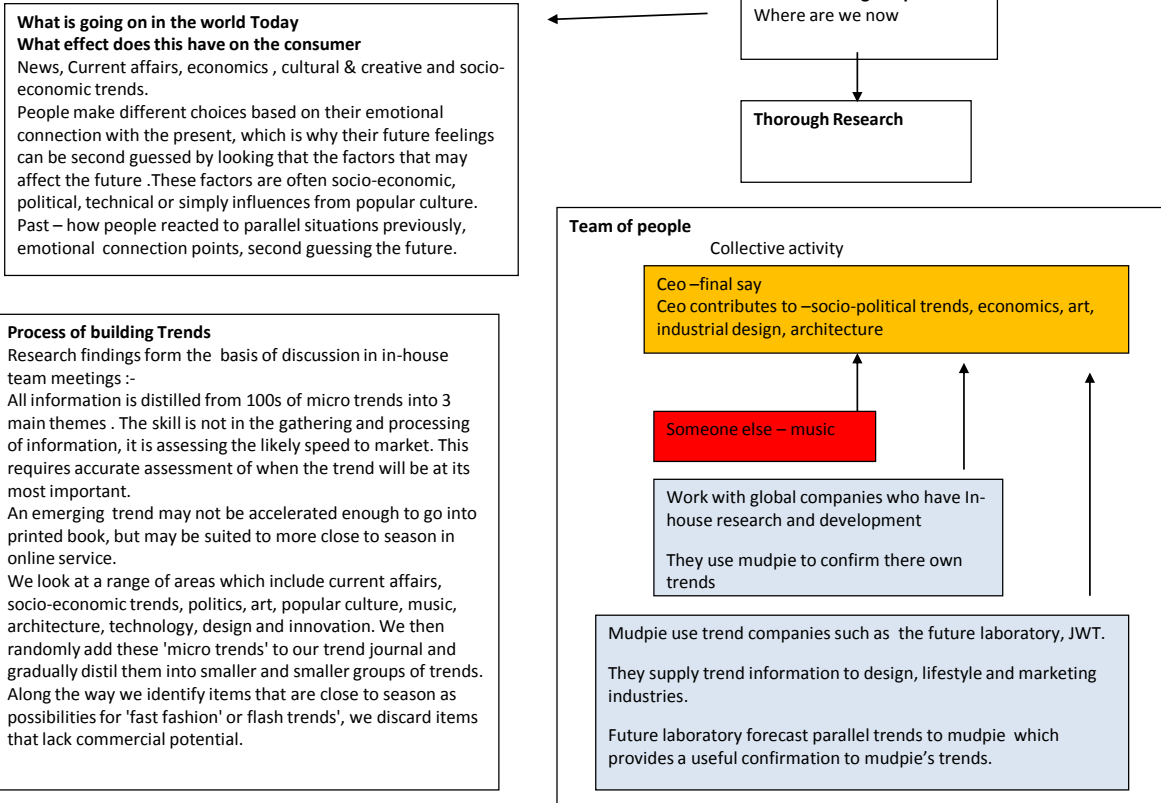 What is going on in the world Today
What effect does this have on the consumer
News, Current affairs, economics , cultural & creative and socio-
economic trends.
People make different choices based on their emotional
connection with the present, which is why their future feelings
can be second guessed by looking that the factors that may
affect the future .These factors are often socio-economic,
political, technical or simply influences from popular culture.
Past – how people reacted to parallel situations previously,
emotional connection points, second guessing the future.
Where are we now
Thorough Research
Process of building Trends
Research findings form the basis of discussion in in-house
team meetings :-
All information is distilled from 100s of micro trends into 3
main themes . The skill is not in the gathering and processing
of information, it is assessing the likely speed to market. This
requires accurate assessment of when the trend will be at its
most important.
An emerging trend may not be accelerated enough to go into
printed book, but may be suited to more close to season in
online service.
We look at a range of areas which include current affairs,
socio-economic trends, politics, art, popular culture, music,
architecture, technology, design and innovation. We then
randomly add these 'micro trends' to our trend journal and
gradually distil them into smaller and smaller groups of trends.
Along the way we identify items that are close to season as
possibilities for 'fast fashion' or flash trends', we discard items
that lack commercial potential.
Team of people
Collective activity
Ceo –final say
Ceo contributes to –socio-political trends, economics, art,
industrial design, architecture
Someone else – music
Work with global companies who have In-
house research and development
They use mudpie to confirm there own
trends
Mudpie use trend companies such as the future laboratory, JWT.
They supply trend information to design, lifestyle and marketing
industries.
Future laboratory forecast parallel trends to mudpie which
provides a useful confirmation to mudpie's trends.